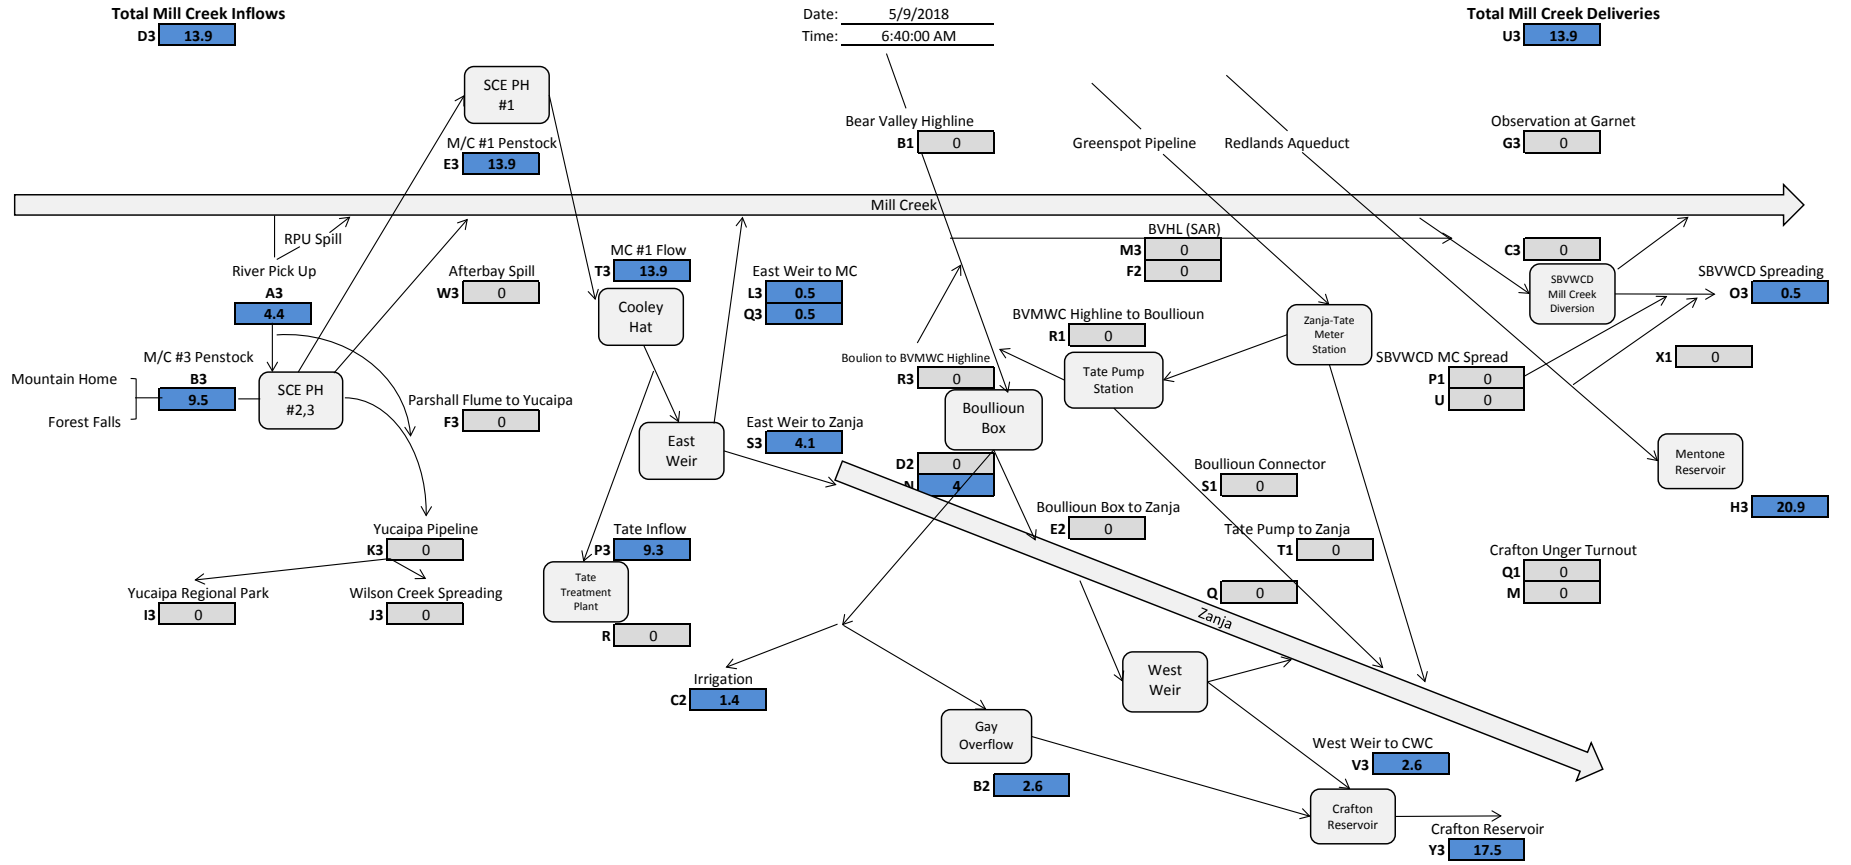 Total Mill Creek Inflows
D3 13.9
Date: 5/9/2018
Time: 6:40:00 AM
Total Mill Creek Deliveries
U3 13.9
SCE PH
#1
M/C #1 Penstock
E3 13.9
Bear Valley Highline
B1 0
Greenspot Pipeline
Redlands Aqueduct
Observation at Garnet
G3 0
Mill Creek
RPU Spill
River Pick Up
A3
4.4
Afterbay Spill
W3 0
MC #1 Flow
T3 13.9
Cooley
Hat
East Weir to MC
L3 0.5
Q3 0.5
BVHL (SAR)
M3 0
F2 0
C3 0
SBVWCD
Mill Creek
Diversion
SBVWCD Spreading
O3 0.5
BVMWC Highline to Boullioun
R1 0
Zanja-Tate
Meter
Station
M/C #3 Penstock
B3
9.5
Mountain Home
Forest Falls
SCE PH
#2,3
Boulion to BVMWC Highline
R3 0
Tate Pump
Station
SBVWCD MC Spread
P1 0
U 0
X1 0
Parshall Flume to Yucaipa
F3 0
East
Weir
East Weir to Zanja
S3 4.1
Boullioun
Box
D2 0
N 4
Boullioun Connector
S1 0
Mentone
Reservoir
H3 20.9
Yucaipa Pipeline
K3 0
Tate Inflow
P3 9.3
Boullioun Box to Zanja
E2 0
Tate Pump to Zanja
T1 0
Crafton Unger Turnout
Q1 0
M 0
Yucaipa Regional Park
I3 0
Wilson Creek Spreading
J3 0
Tate
Treatment
Plant
R 0
Q 0
Zanja
Irrigation
C2 1.4
West
Weir
Gay
Overflow
B2 2.6
West Weir to CWC
V3 2.6
Crafton
Reservoir
Crafton Reservoir
Y3 17.5